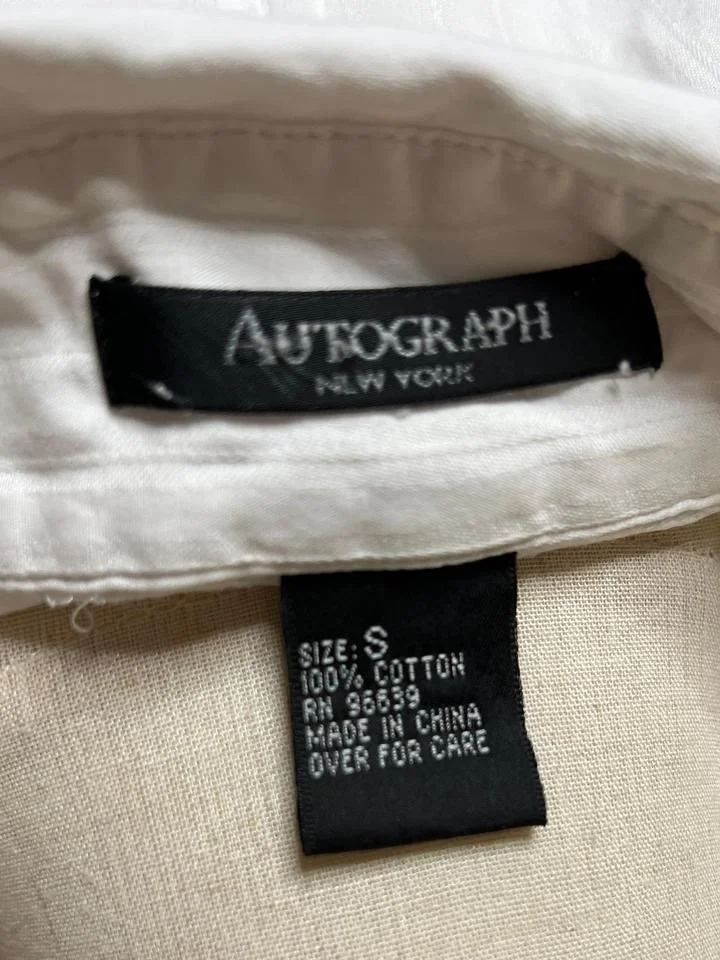 AUTOGRAPH
NEW YORK
SIZE: S
100% COTTON
RN 96639
MADE IN CHINA
OVER FOR CARE